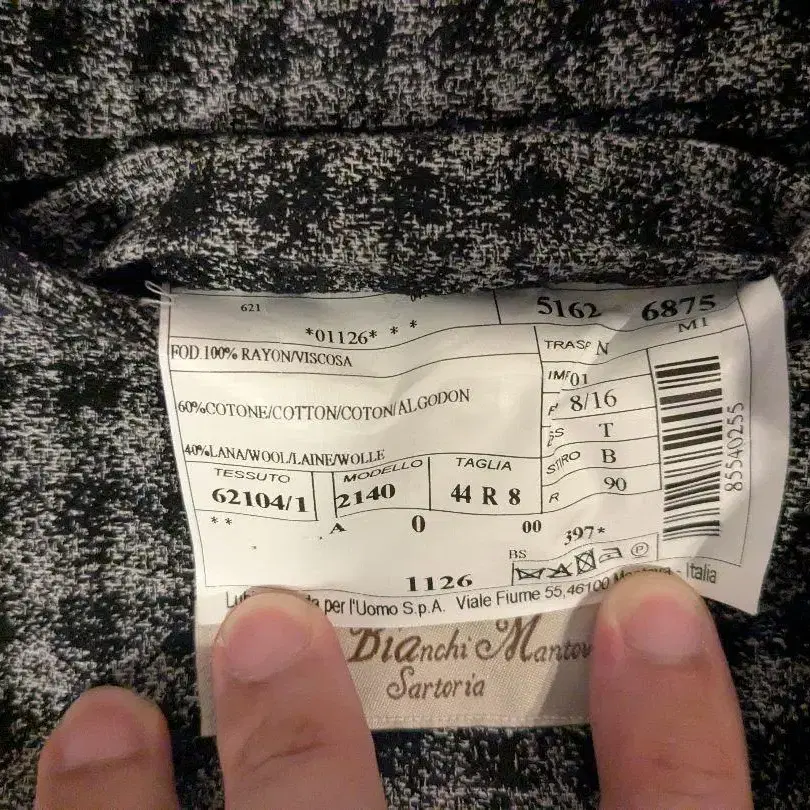 621 5162 6875
*01126* * * MI
FOD.100% RAYON/VISCOSA TRASP N
01
60%COTONE/COTTON/COTON/ALGODON 8/16
T
40%LANA/WOOL/LAINE/WOLLE STIRO B
TESSUTO MODELLO TAGLIA R 90
62104/1 2140 44 R 8
85540255
** A 0 00 397*
BS
1126
per l'Uomo S.p.A. Viale Fiume 55,46100 - Italia
Bianchi
Sartoria